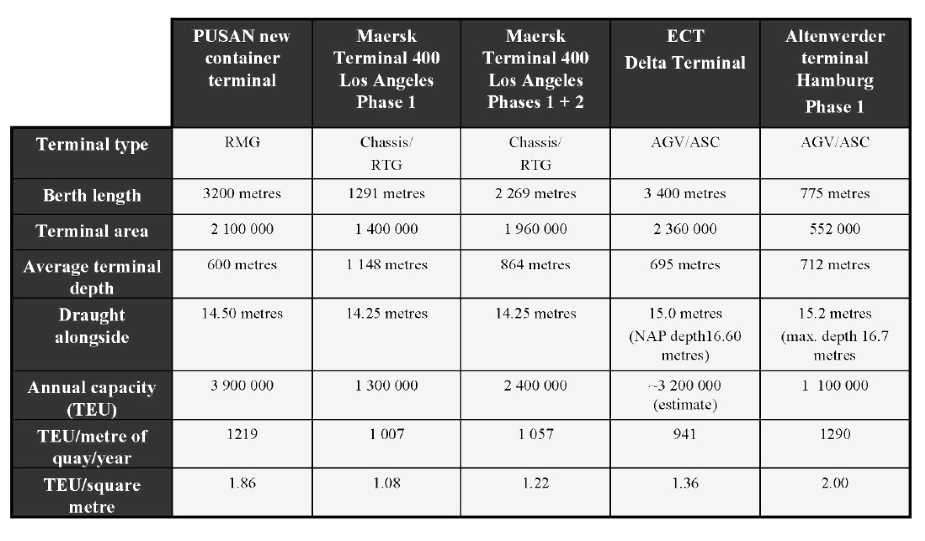 PUSAN new container terminal
Maersk Terminal 400 Los Angeles Phase 1
Maersk Terminal 400 Los Angeles Phases 1 + 2
ECT Delta Terminal
Altenwerder terminal Hamburg Phase 1
Terminal type
RMG
Chassis/ RTG
Chassis/ RTG
AGV/ASC
AGV/ASC
Berth length
3200 metres
1291 metres
2 269 metres
3 400 metres
775 metres
Terminal area
2 100 000
1 400 000
1 960 000
2 360 000
552 000
Average terminal depth
600 metres
1 148 metres
864 metres
695 metres
712 metres
Draught alongside
14.50 metres
14.25 metres
14.25 metres
15.0 metres (NAP depth16.60 metres)
15.2 metres (max. depth 16.7 metres
Annual capacity (TEU)
3 900 000
1 300 000
2 400 000
~3 200 000 (estimate)
1 100 000
TEU/metre of quay/year
1219
1 007
1 057
941
1290
TEU/square metre
1.86
1.08
1.22
1.36
2.00